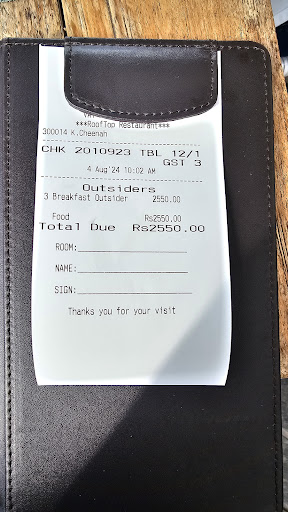 ***RoofTop Restaurant***
300014 K.Cheenah
CHK 2010923 TBL 12/1
GST 3
4 Aug'24 10:02 AM
Outsiders
3 Breakfast Outsider 2550.00
Food Rs2550.00
Total Due Rs2550.00
ROOM:
NAME:
SIGN:
Thanks you for your visit